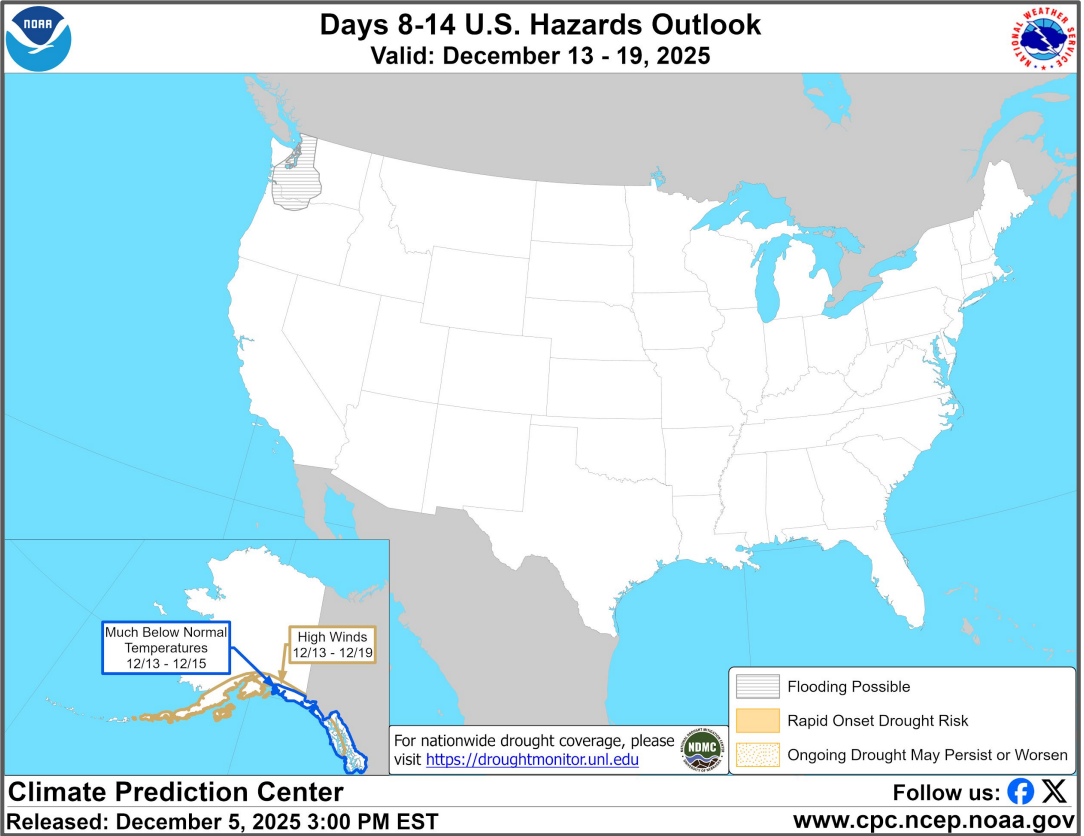 NOAA
Days 8-14 U.S. Hazards Outlook
Valid: December 13 - 19, 2025
NATIONAL WEATHER SERVICE
Much Below Normal
Temperatures
12/13 - 12/15
High Winds
12/13 - 12/19
Flooding Possible
Rapid Onset Drought Risk
Ongoing Drought May Persist or Worsen
For nationwide drought coverage, please
visit https://droughtmonitor.unl.edu
NDMC
Climate Prediction Center
Released: December 5, 2025 3:00 PM EST
Follow us:
www.cpc.ncep.noaa.gov